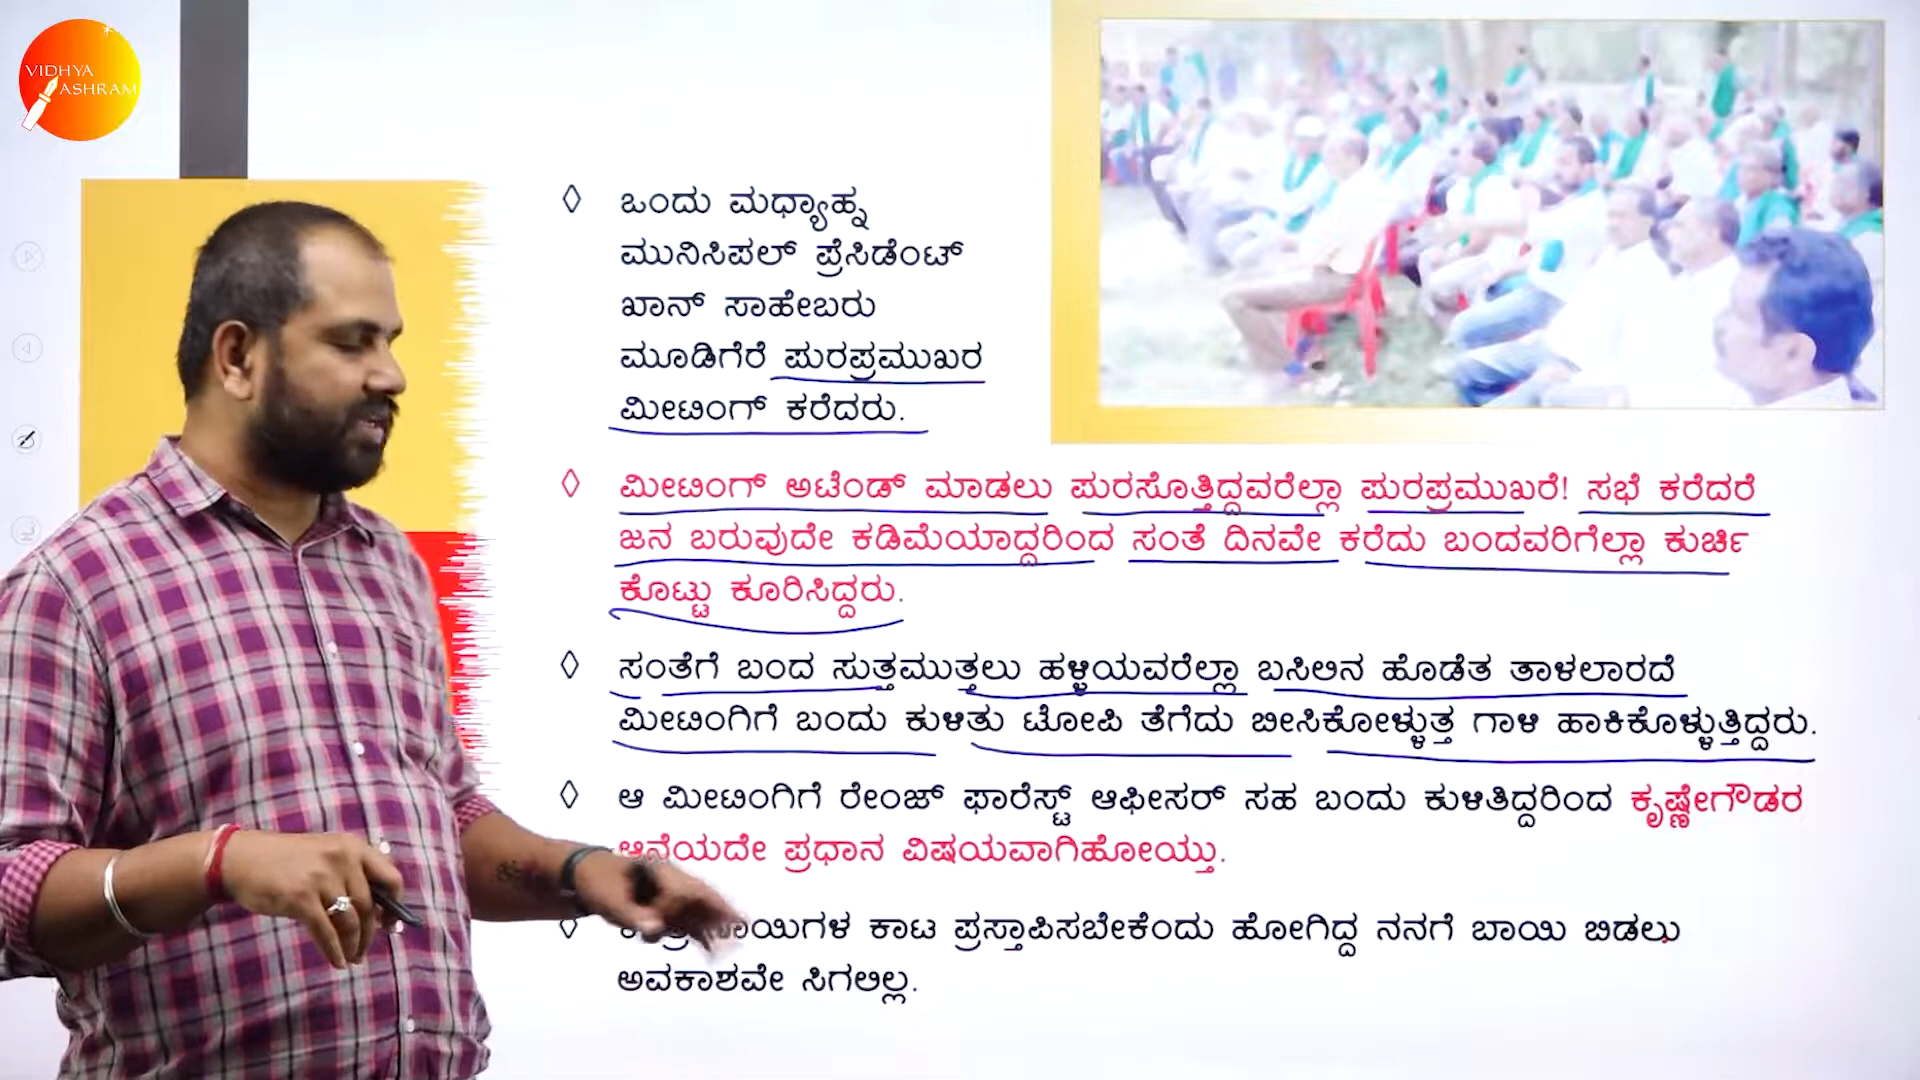 VIDHYA
ASHRAM
◊ ಒಂದು ಮಧ್ಯಾಹ್ನ
ಮುನಿಸಿಪಲ್ ಪ್ರೆಸಿಡೆಂಟ್
ಖಾನ್ ಸಾಹೇಬರು
ಮೂಡಿಗೆರೆ ಪುರಪ್ರಮುಖರ
ಮೀಟಿಂಗ್ ಕರೆದರು.
◊ ಮೀಟಿಂಗ್ ಅಟೆಂಡ್ ಮಾಡಲು ಪುರಸೊತ್ತಿದ್ದವರೆಲ್ಲಾ ಪುರಪ್ರಮುಖರೆ! ಸಭೆ ಕರೆದರೆ
ಜನ ಬರುವುದೇ ಕಡಿಮೆಯಾದ್ದರಿಂದ ಸಂತೆ ದಿನವೇ ಕರೆದು ಬಂದವರಿಗೆಲ್ಲಾ ಕುರ್ಚಿ
ಕೊಟ್ಟು ಕೂರಿಸಿದ್ದರು.
◊ ಸಂತೆಗೆ ಬಂದ ಸುತ್ತಮುತ್ತಲು ಹಳ್ಳಿಯವರೆಲ್ಲಾ ಬಿಸಿಲಿನ ಹೊಡೆತ ತಾಳಲಾರದೆ
ಮೀಟಿಂಗಿಗೆ ಬಂದು ಕುಳಿತು ಟೋಪಿ ತೆಗೆದು ಬೀಸಿಕೋಳ್ಳುತ್ತ ಗಾಳಿ ಹಾಕಿಕೊಳ್ಳುತ್ತಿದ್ದರು.
◊ ಆ ಮೀಟಿಂಗಿಗೆ ರೇಂಜ್ ಫಾರೆಸ್ಟ್ ಆಫೀಸರ್ ಸಹ ಬಂದು ಕುಳಿತಿದ್ದರಿಂದ ಕೃಷ್ಣೇಗೌಡರ
ಆನೆಯದೇ ಪ್ರಧಾನ ವಿಷಯವಾಗಿಹೋಯ್ತು.
◊ ಕಾಟ ಪ್ರಸ್ತಾಪಿಸಬೇಕೆಂದು ಹೋಗಿದ್ದ ನನಗೆ ಬಾಯಿ ಬಿಡಲು
ಅವಕಾಶವೇ ಸಿಗಲಿಲ್ಲ.